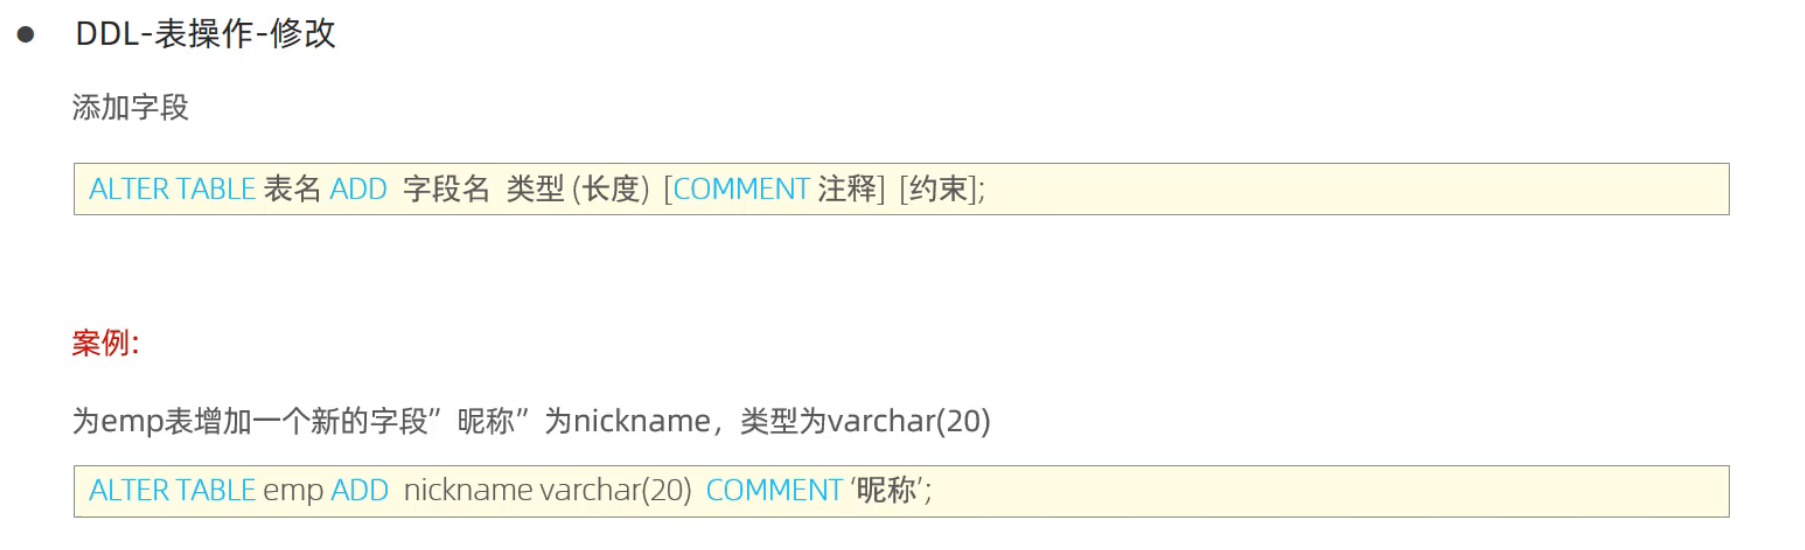 ● DDL-表操作-修改
添加字段
ALTER TABLE 表名 ADD 字段名 类型 (长度) [COMMENT 注释] [约束];
案例:
为emp表增加一个新的字段”昵称”为nickname，类型为varchar(20)
ALTER TABLE emp ADD nickname varchar(20) COMMENT ‘昵称’;